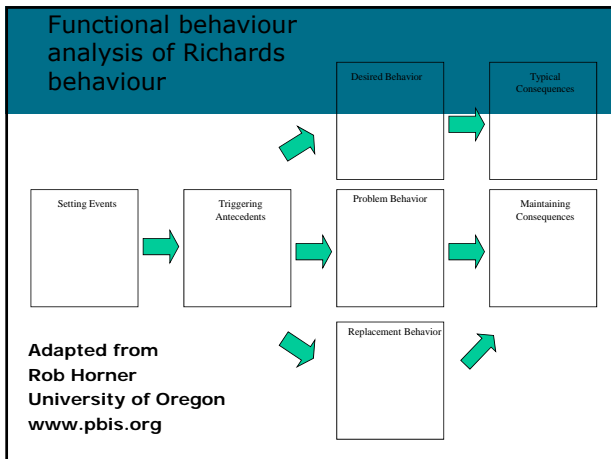 Functional behaviour
analysis of Richards
behaviour
Desired Behavior
Typical
Consequences
Setting Events
Triggering
Antecedents
Problem Behavior
Maintaining
Consequences
Replacement Behavior
Adapted from
Rob Horner
University of Oregon
www.pbis.org